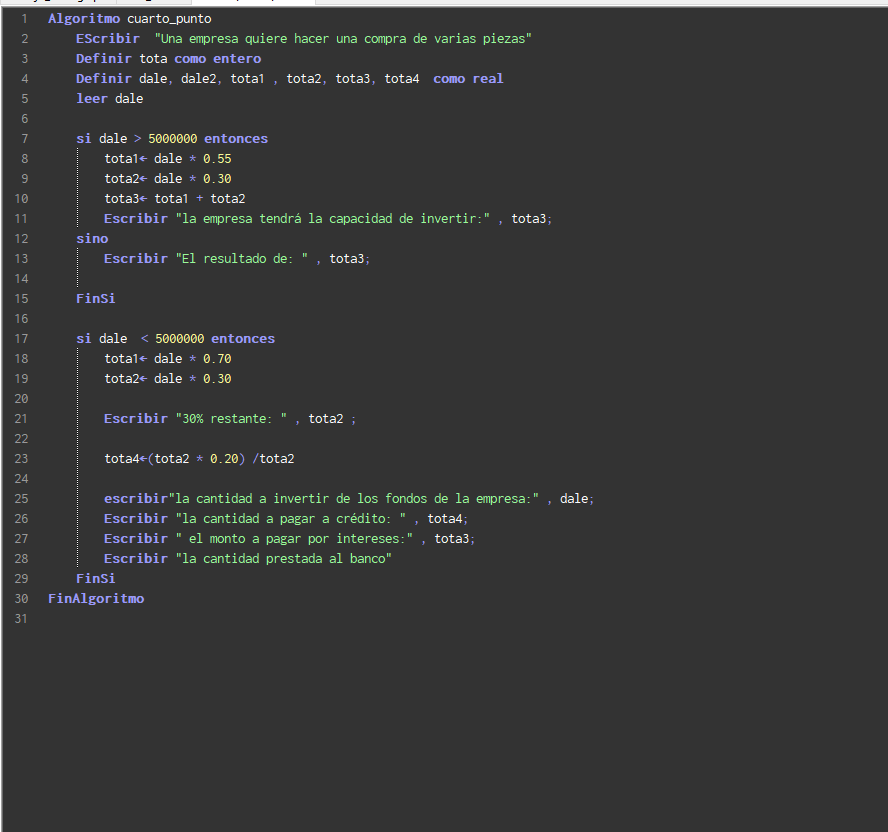 1 Algoritmo cuarto_punto
2 EScribir "Una empresa quiere hacer una compra de varias piezas"
3 Definir tota como entero
4 Definir dale, dale2, tota1 , tota2, tota3, tota4 como real
5 leer dale
6
7 si dale > 5000000 entonces
8 tota1← dale * 0.55
9 tota2← dale * 0.30
10 tota3← tota1 + tota2
11 Escribir "la empresa tendrá la capacidad de invertir:" , tota3;
12 sino
13 Escribir "El resultado de: " , tota3;
14
15 FinSi
16
17 si dale < 5000000 entonces
18 tota1← dale * 0.70
19 tota2← dale * 0.30
20
21 Escribir "30% restante: " , tota2 ;
22
23 tota4←(tota2 * 0.20) /tota2
24
25 escribir"la cantidad a invertir de los fondos de la empresa:" , dale;
26 Escribir "la cantidad a pagar a crédito: " , tota4;
27 Escribir " el monto a pagar por intereses:" , tota3;
28 Escribir "la cantidad prestada al banco"
29 FinSi
30 FinAlgoritmo
31